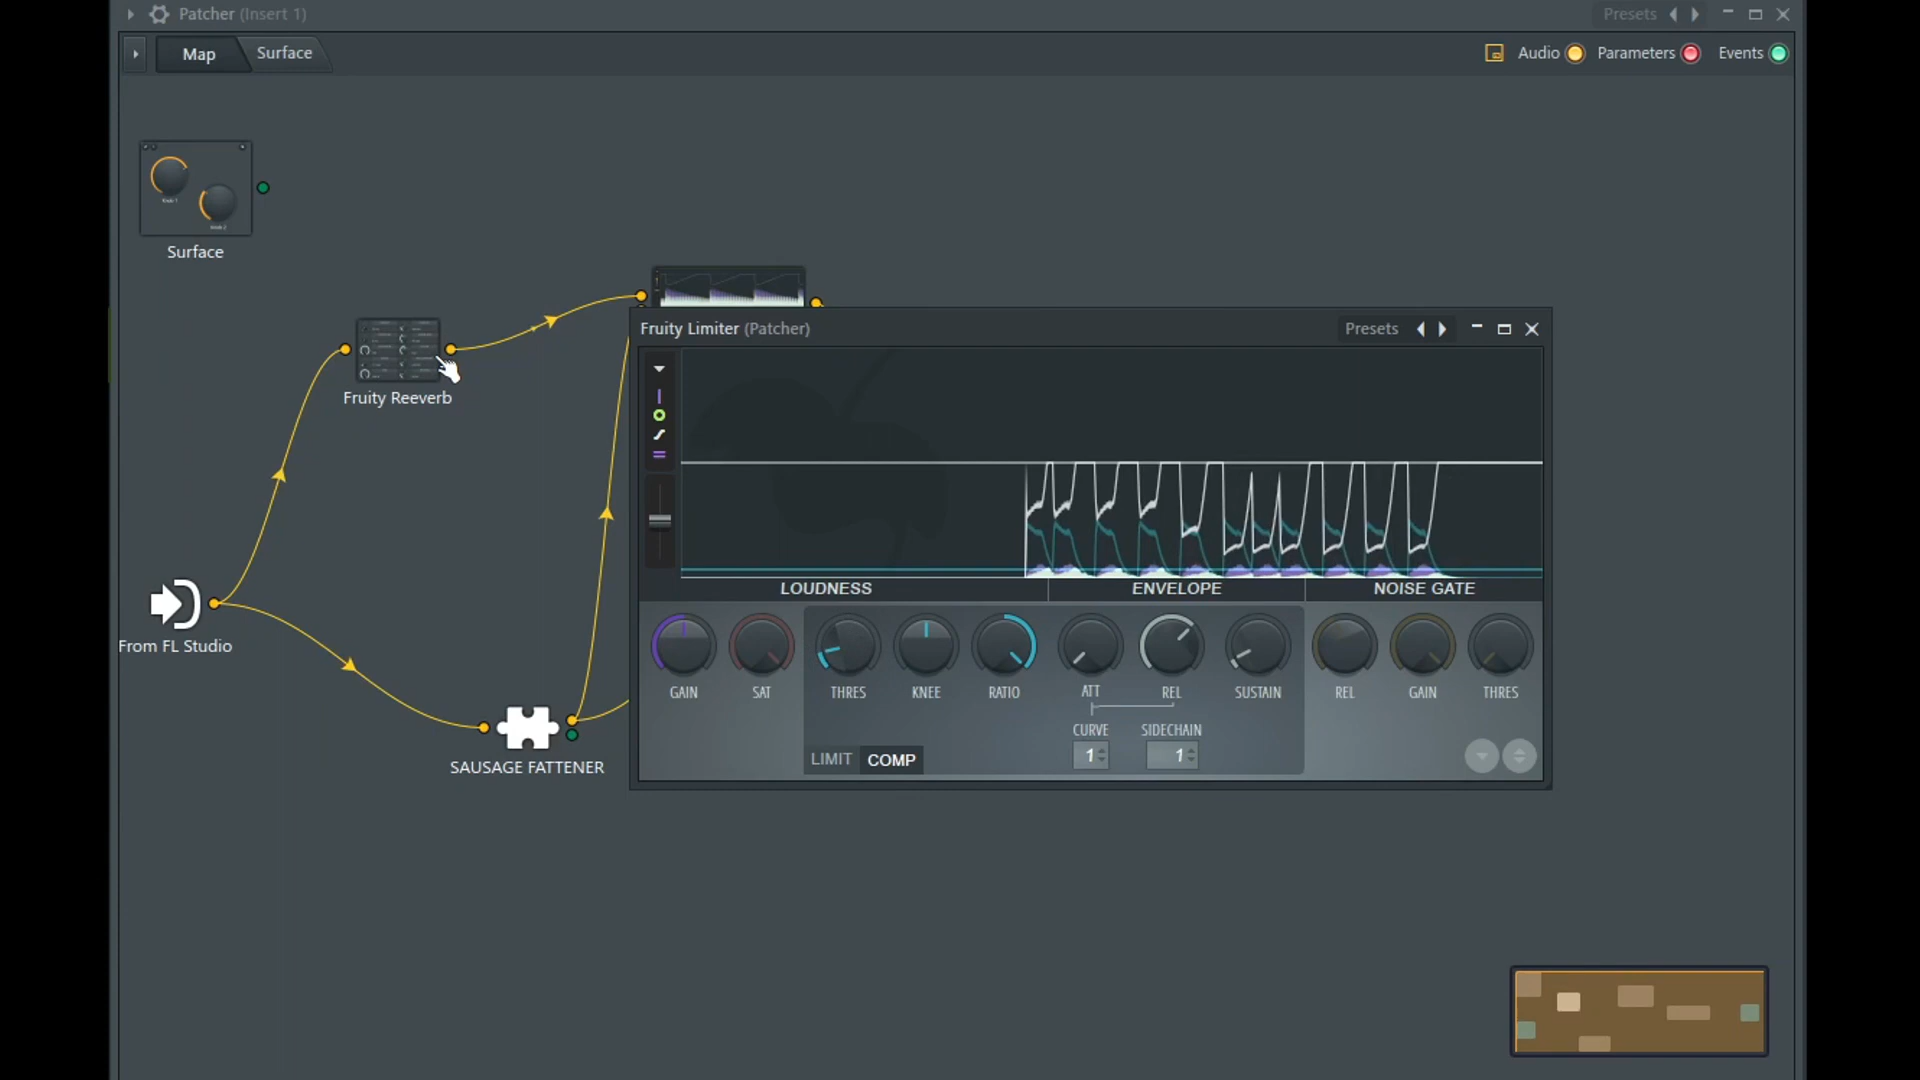 Patcher (Insert 1)
Presets
Map
Surface
Audio
Parameters
Events
Surface
Fruity Reeverb
From FL Studio
SAUSAGE FATTENER
Fruity Limiter (Patcher)
Presets
LOUDNESS
ENVELOPE
NOISE GATE
GAIN
SAT
THRES
KNEE
RATIO
ATT
REL
SUSTAIN
REL
GAIN
THRES
CURVE
SIDECHAIN
1
1
LIMIT
COMP